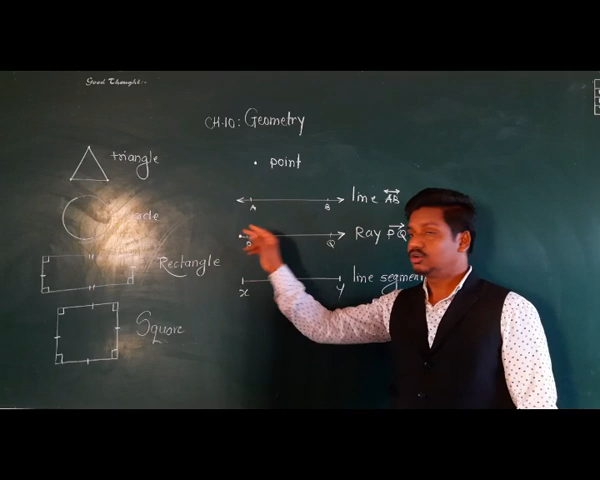 Good Thought:-
CH.10: Geometry
triangle
Rectangle
Square
. point
line AB
A B
Ray PQ
P Q
line segment
x y